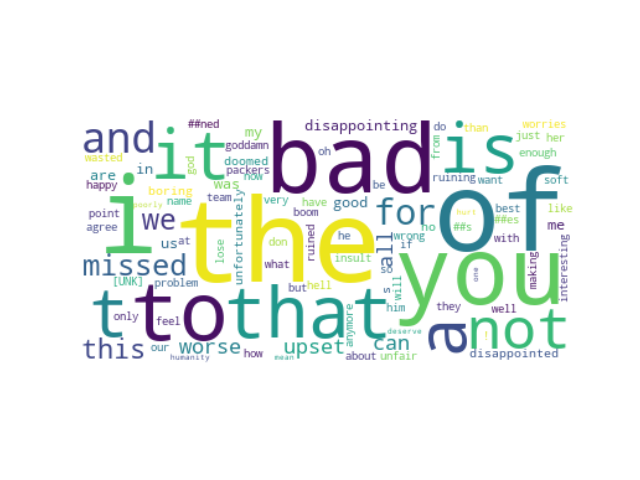 ##ned
disappointing
do
than
worries
and
it
my
goddamn
oh
bad
is
just
her
wasted
god
doomed
packers
from
enough
are
in
now
be
ruining
want
soft
happy
boring
was
i
name
team
very
have
good
for
of
best
like
point
we
the
boom
he
all
no
##s
##es
me
agree
us
at
unfortunately
lose
don
ruined
wrong
if
with
you
interesting
missed
what
insult
so
making
[UNK]
problem
but
hell
s
will
they
well
one
hurt
poorly
t
to
that
him
a
not
only
feel
anymore
deserve
!
this
our
worse
upset
can
humanity
how
mean
about
unfair
disappointed